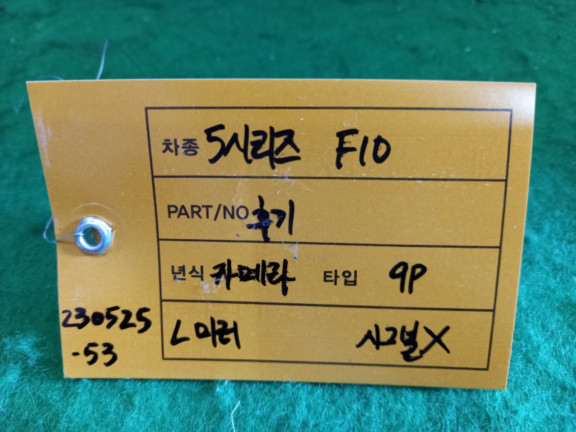 차종 5시리즈 F10
PART/NO 후기
년식 카메라 타입 9P
L 미러 시그널X
230525
-53